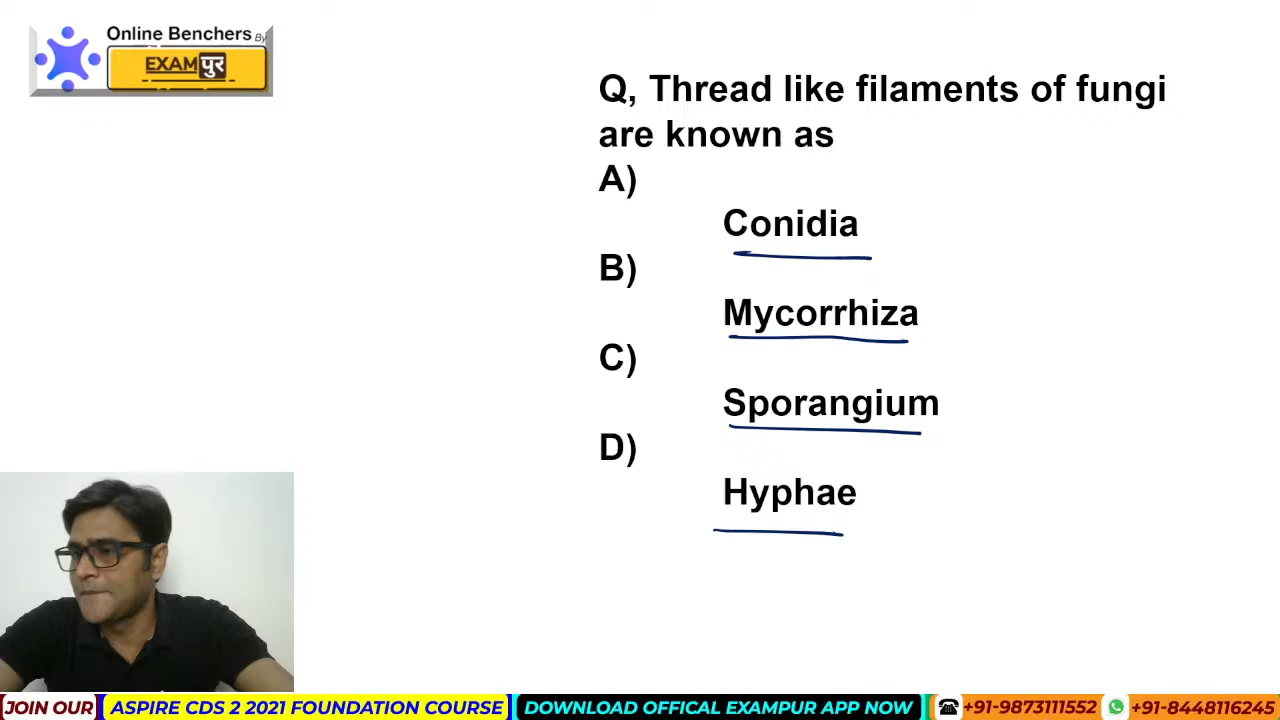 Online Benchers By
EXAMपुर
Q, Thread like filaments of fungi
are known as
A)
Conidia
B)
Mycorrhiza
C)
Sporangium
D)
Hyphae
JOIN OUR ASPIRE CDS 2 2021 FOUNDATION COURSE DOWNLOAD OFFICAL EXAMPUR APP NOW +91-9873111552 +91-8448116245